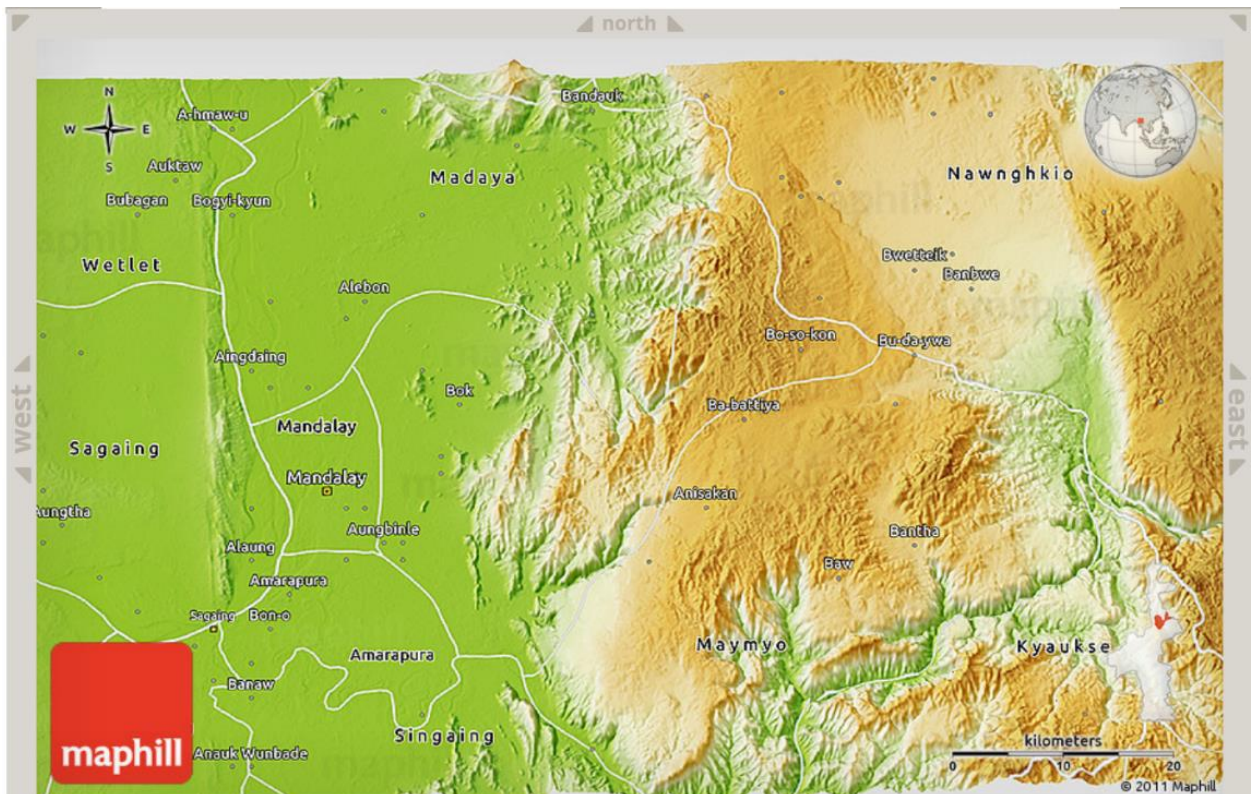 north
N
W E
S
A-hmaw-u
Bandauk
Auktaw
Madaya
Nawnghkio
Bubagan
Bogyi-kyun
maphill
maphill
Wetlet
Bwetteik
Banbwe
Alebon
Bo-so-kon
Bu-da-ywa
Aingdaing
west
east
Bok
Ba-battiya
Mandalay
Sagaing
Mandalay
Anisakan
Aungtha
Aungbinle
Bantha
Alaung
Baw
Amarapura
Sagaing
Bon-o
Amarapura
Maymyo
Kyaukse
Banaw
Singaing
maphill
Anauk Wunbade
kilometers
0 10 20
© 2011 Maphill